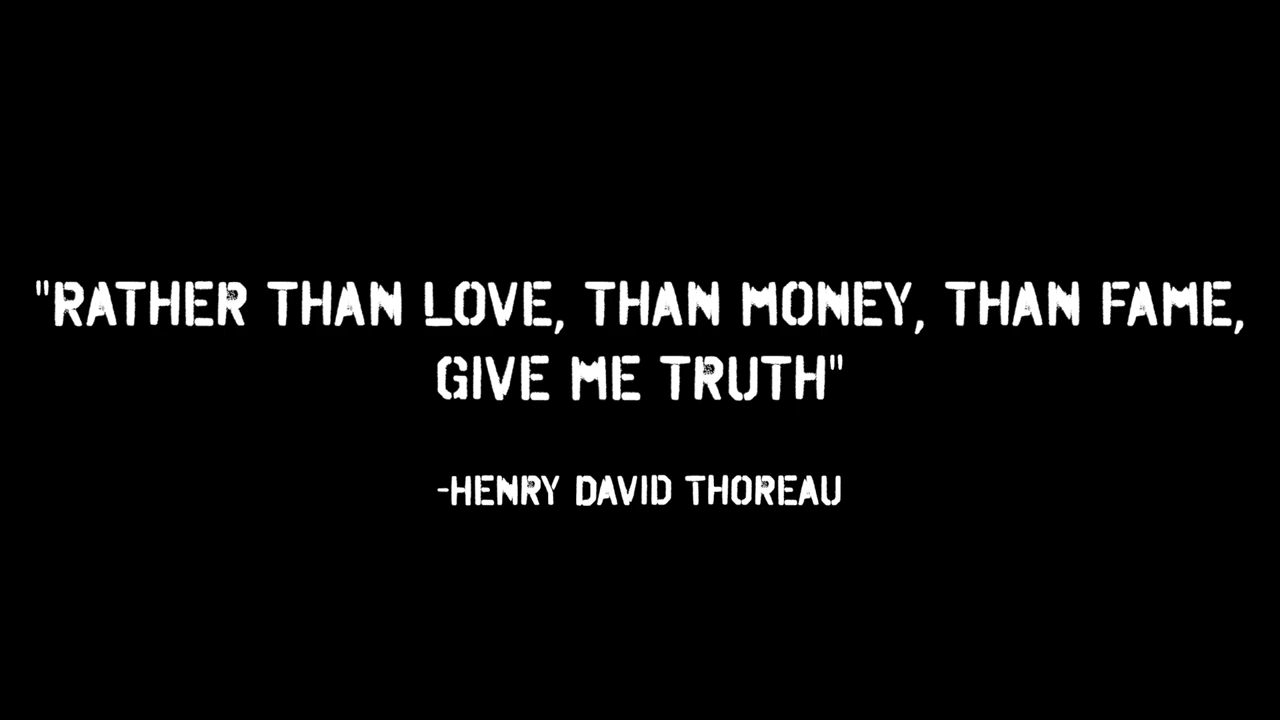 "RATHER THAN LOVE, THAN MONEY, THAN FAME,
GIVE ME TRUTH"
-HENRY DAVID THOREAU